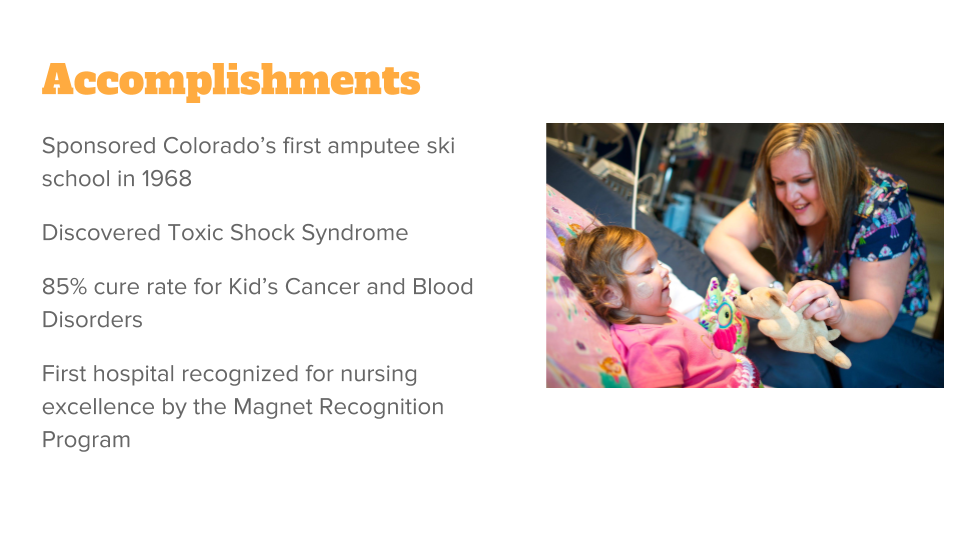 Accomplishments
Sponsored Colorado’s first amputee ski
school in 1968
Discovered Toxic Shock Syndrome
85% cure rate for Kid’s Cancer and Blood
Disorders
First hospital recognized for nursing
excellence by the Magnet Recognition
Program